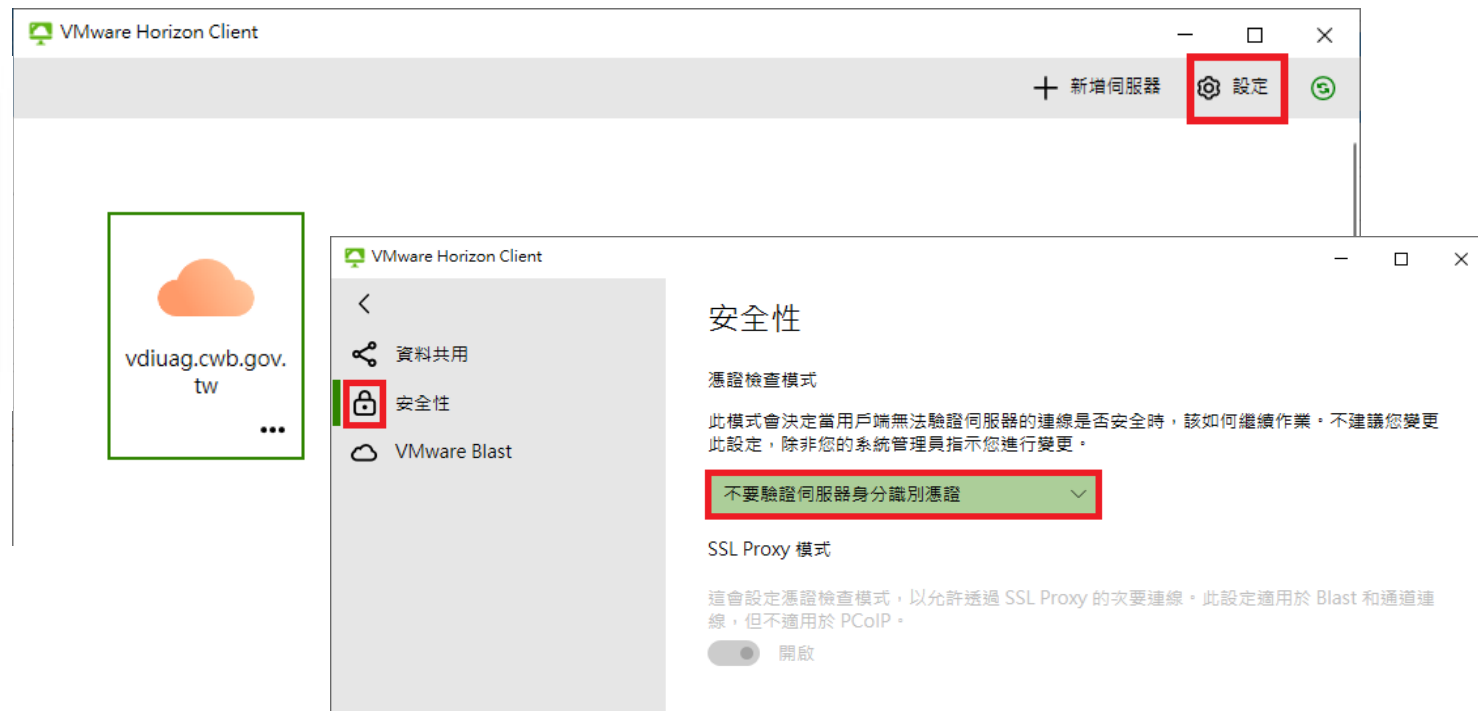 VMware Horizon Client
新增伺服器
設定
vdiuag.cwb.gov.
tw
VMware Horizon Client
資料共用
安全性
VMware Blast
安全性
憑證檢查模式
此模式會決定當用戶端無法驗證伺服器的連線是否安全時，該如何繼續作業。不建議您變更
此設定，除非您的系統管理員指示您進行變更。
不要驗證伺服器身分識別憑證
SSL Proxy 模式
這會設定憑證檢查模式，以允許透過 SSL Proxy 的次要連線。此設定適用於 Blast 和通道連
線，但不適用於 PCoIP。
開啟